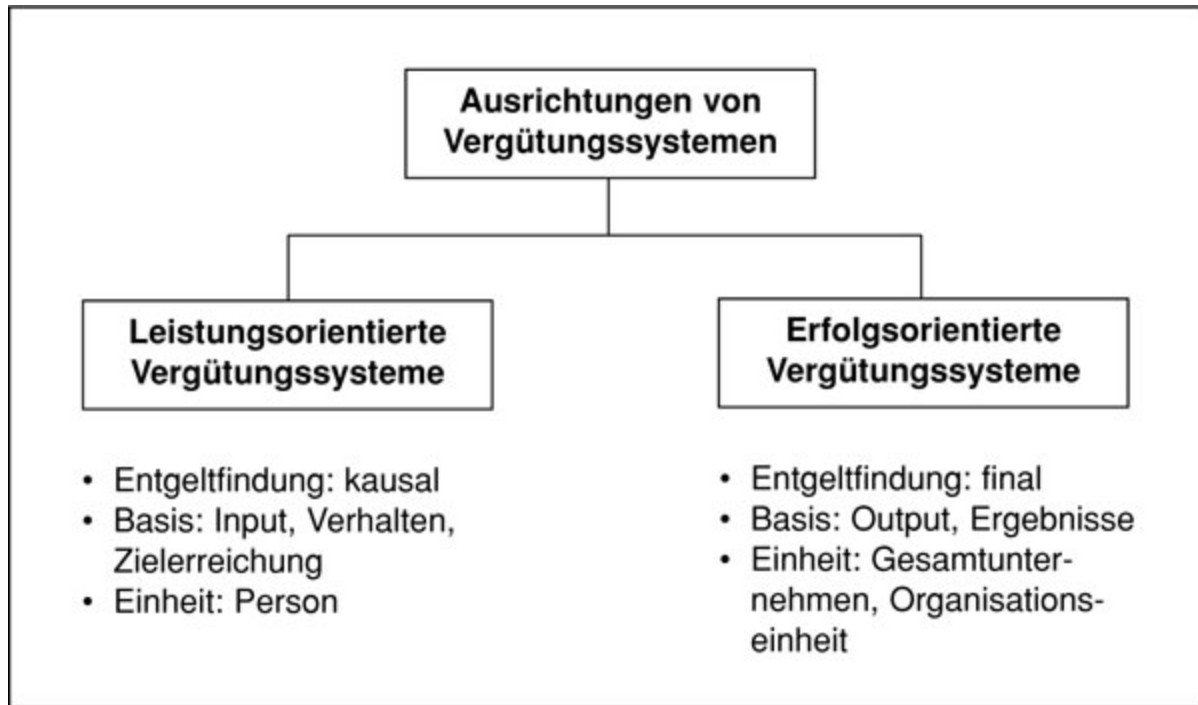 Ausrichtungen von
Vergütungssystemen
Leistungsorientierte
Vergütungssysteme
• Entgeltfindung: kausal
• Basis: Input, Verhalten,
Zielerreichung
• Einheit: Person
Erfolgsorientierte
Vergütungssysteme
• Entgeltfindung: final
• Basis: Output, Ergebnisse
• Einheit: Gesamtunter-
nehmen, Organisations-
einheit